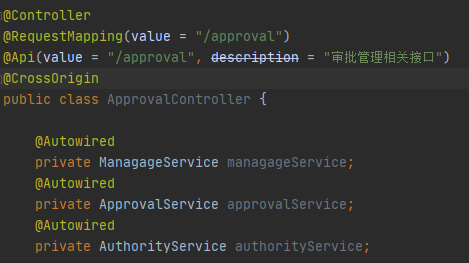 @Controller
@RequestMapping(value = "/approval")
@Api(value = "/approval", description = "审批管理相关接口")
@CrossOrigin
public class ApprovalController {
@Autowired
private ManagageService managageService;
@Autowired
private ApprovalService approvalService;
@Autowired
private AuthorityService authorityService;